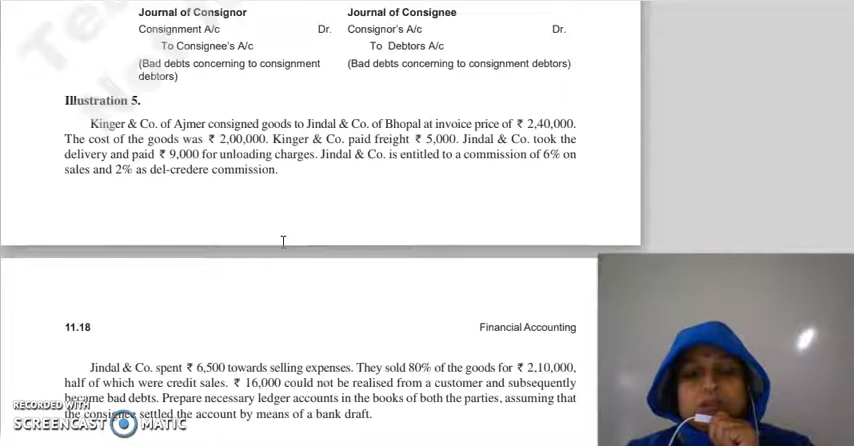 Journal of Consignor Journal of Consignee
Consignment A/c Dr. Consignor's A/c Dr.
To Consignee's A/c To Debtors A/c
(Bad debts concerning to consignment (Bad debts concerning to consignment debtors)
debtors)
Illustration 5.
Kinger & Co. of Ajmer consigned goods to Jindal & Co. of Bhopal at invoice price of ₹ 2,40,000.
The cost of the goods was ₹ 2,00,000. Kinger & Co. paid freight ₹ 5,000. Jindal & Co. took the
delivery and paid ₹ 9,000 for unloading charges. Jindal & Co. is entitled to a commission of 6% on
sales and 2% as del-credere commission.
11.18 Financial Accounting
Jindal & Co. spent ₹ 6,500 towards selling expenses. They sold 80% of the goods for ₹ 2,10,000,
half of which were credit sales. ₹ 16,000 could not be realised from a customer and subsequently
became bad debts. Prepare necessary ledger accounts in the books of both the parties, assuming that
the consignee settled the account by means of a bank draft.
RECORDED WITH
SCREENCAST MATIC